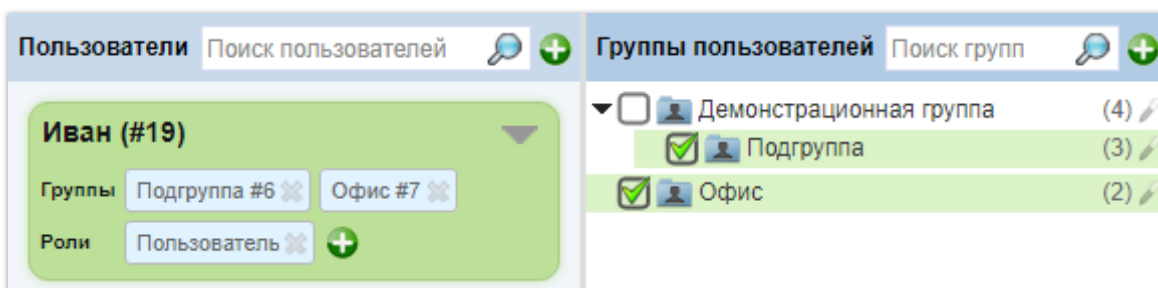 Пользователи Поиск пользователей
Иван (#19)
Группы Подгруппа #6 Офис #7
Роли Пользователь
Группы пользователей Поиск групп
Демонстрационная группа (4)
Подгруппа (3)
Офис (2)